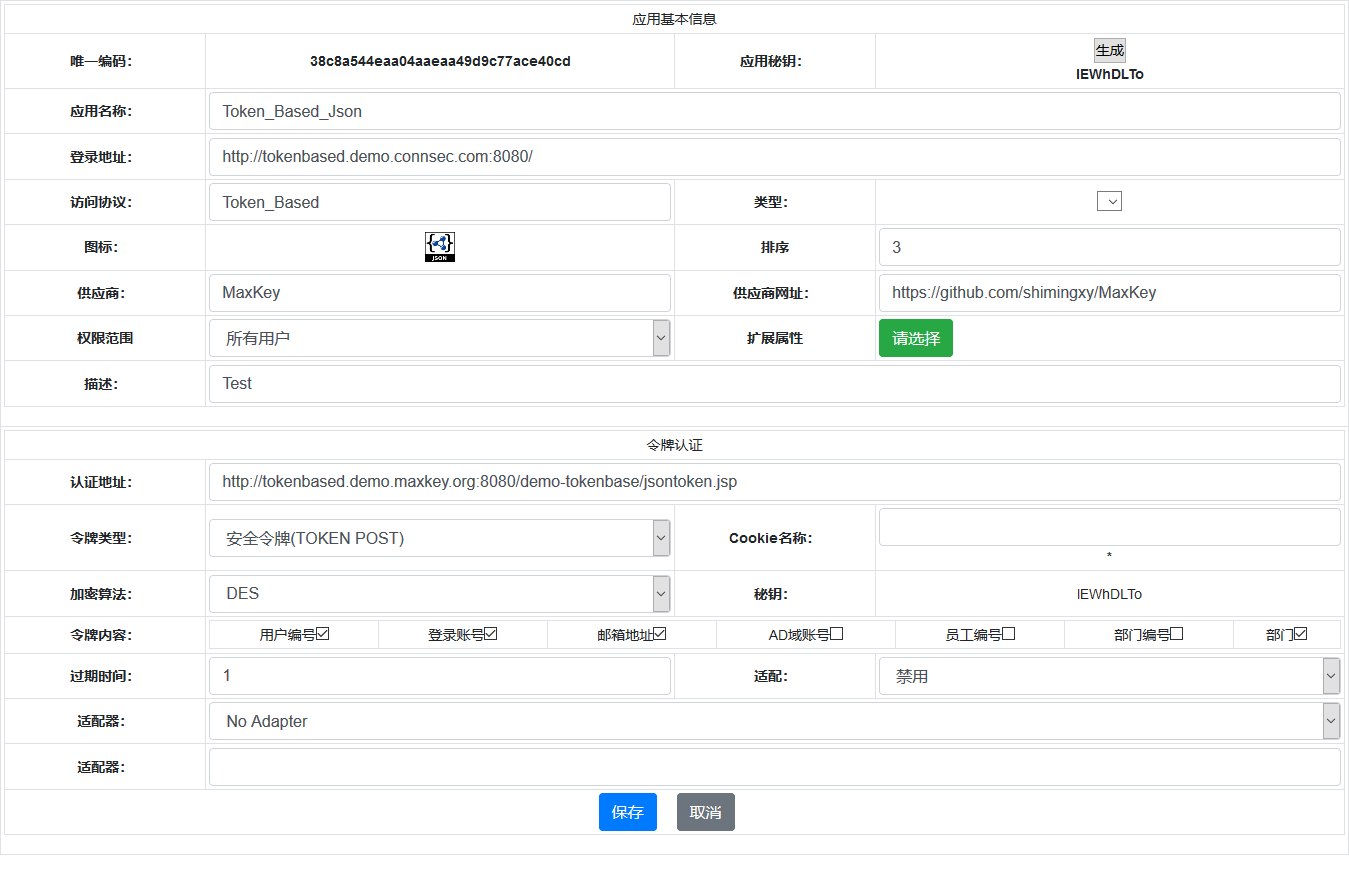 应用基本信息
唯一编码： 38c8a544eaa04aaeaa49d9c77ace40cd 应用秘钥： 生成
lEWhDLTo
应用名称： Token_Based_Json
登录地址： http://tokenbased.demo.connsec.com:8080/
访问协议： Token_Based 类型：
图标： JSON 排序 3
供应商： MaxKey 供应商网址： https://github.com/shimingxy/MaxKey
权限范围 所有用户 扩展属性 请选择
描述： Test
令牌认证
认证地址： http://tokenbased.demo.maxkey.org:8080/demo-tokenbase/jsontoken.jsp
令牌类型： 安全令牌(TOKEN POST) Cookie名称：
*
加密算法： DES 秘钥： lEWhDLTo
令牌内容： 用户编号 登录账号 邮箱地址 AD域账号 员工编号 部门编号 部门
过期时间： 1 适配： 禁用
适配器： No Adapter
适配器：
保存 取消